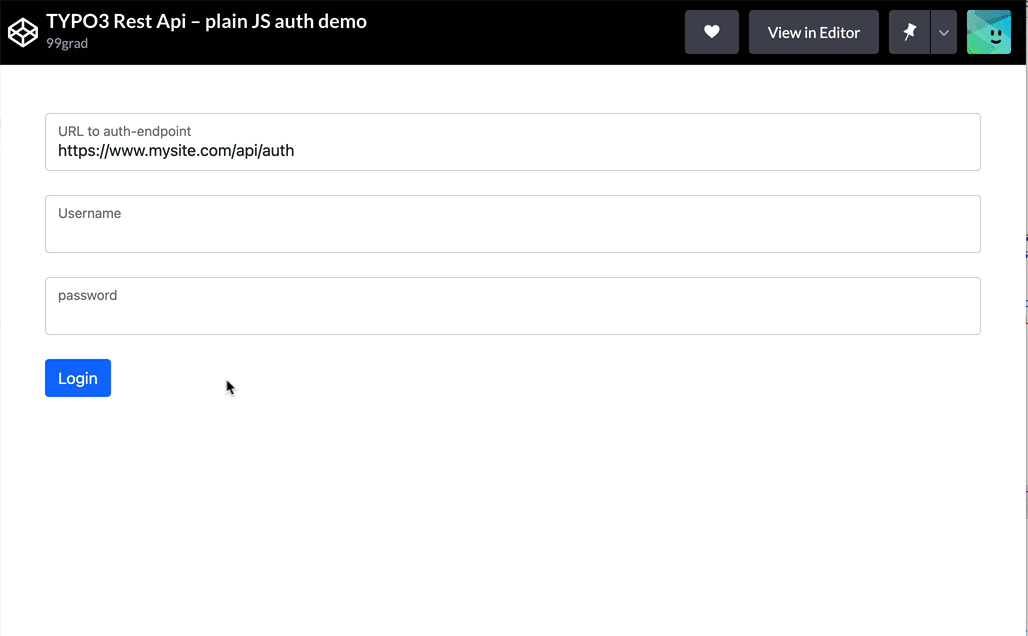 TYPO3 Rest Api – plain JS auth demo
99grad
View in Editor
URL to auth-endpoint
https://www.mysite.com/api/auth
Username
password
Login